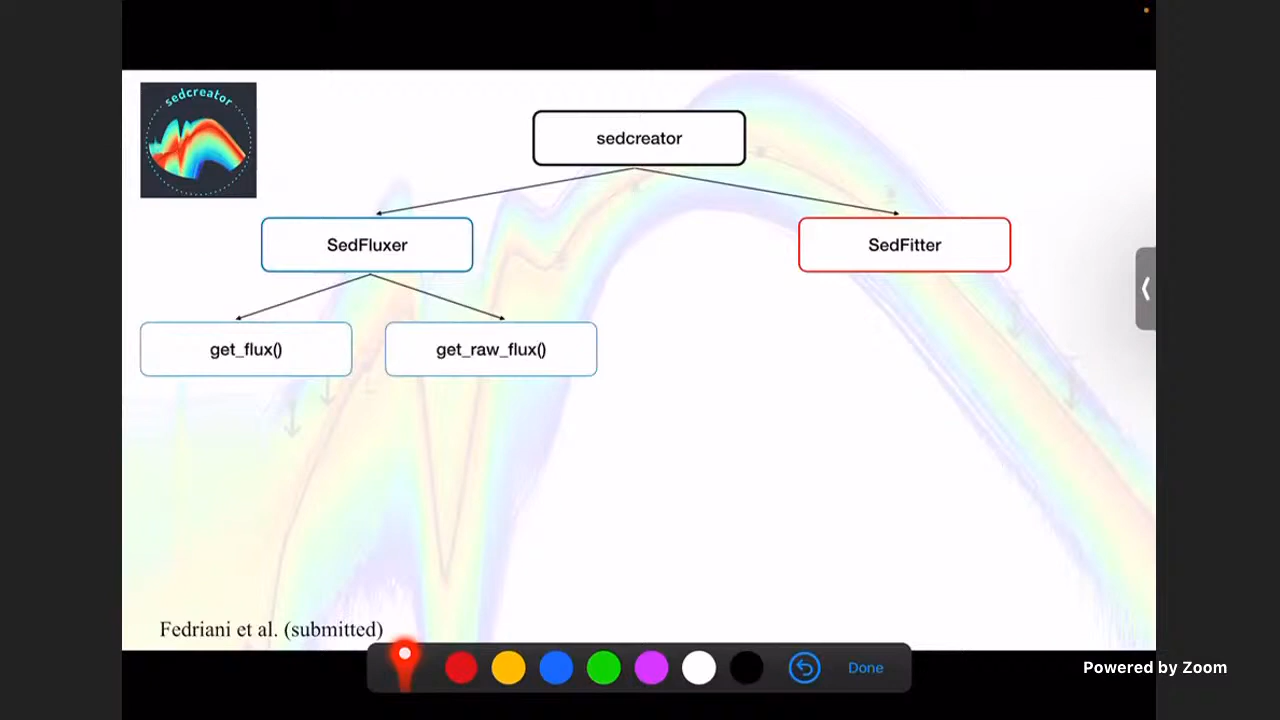 sedcreator
sedcreator
SedFluxer
SedFitter
get_flux()
get_raw_flux()
Fedriani et al. (submitted)
Done
Powered by Zoom